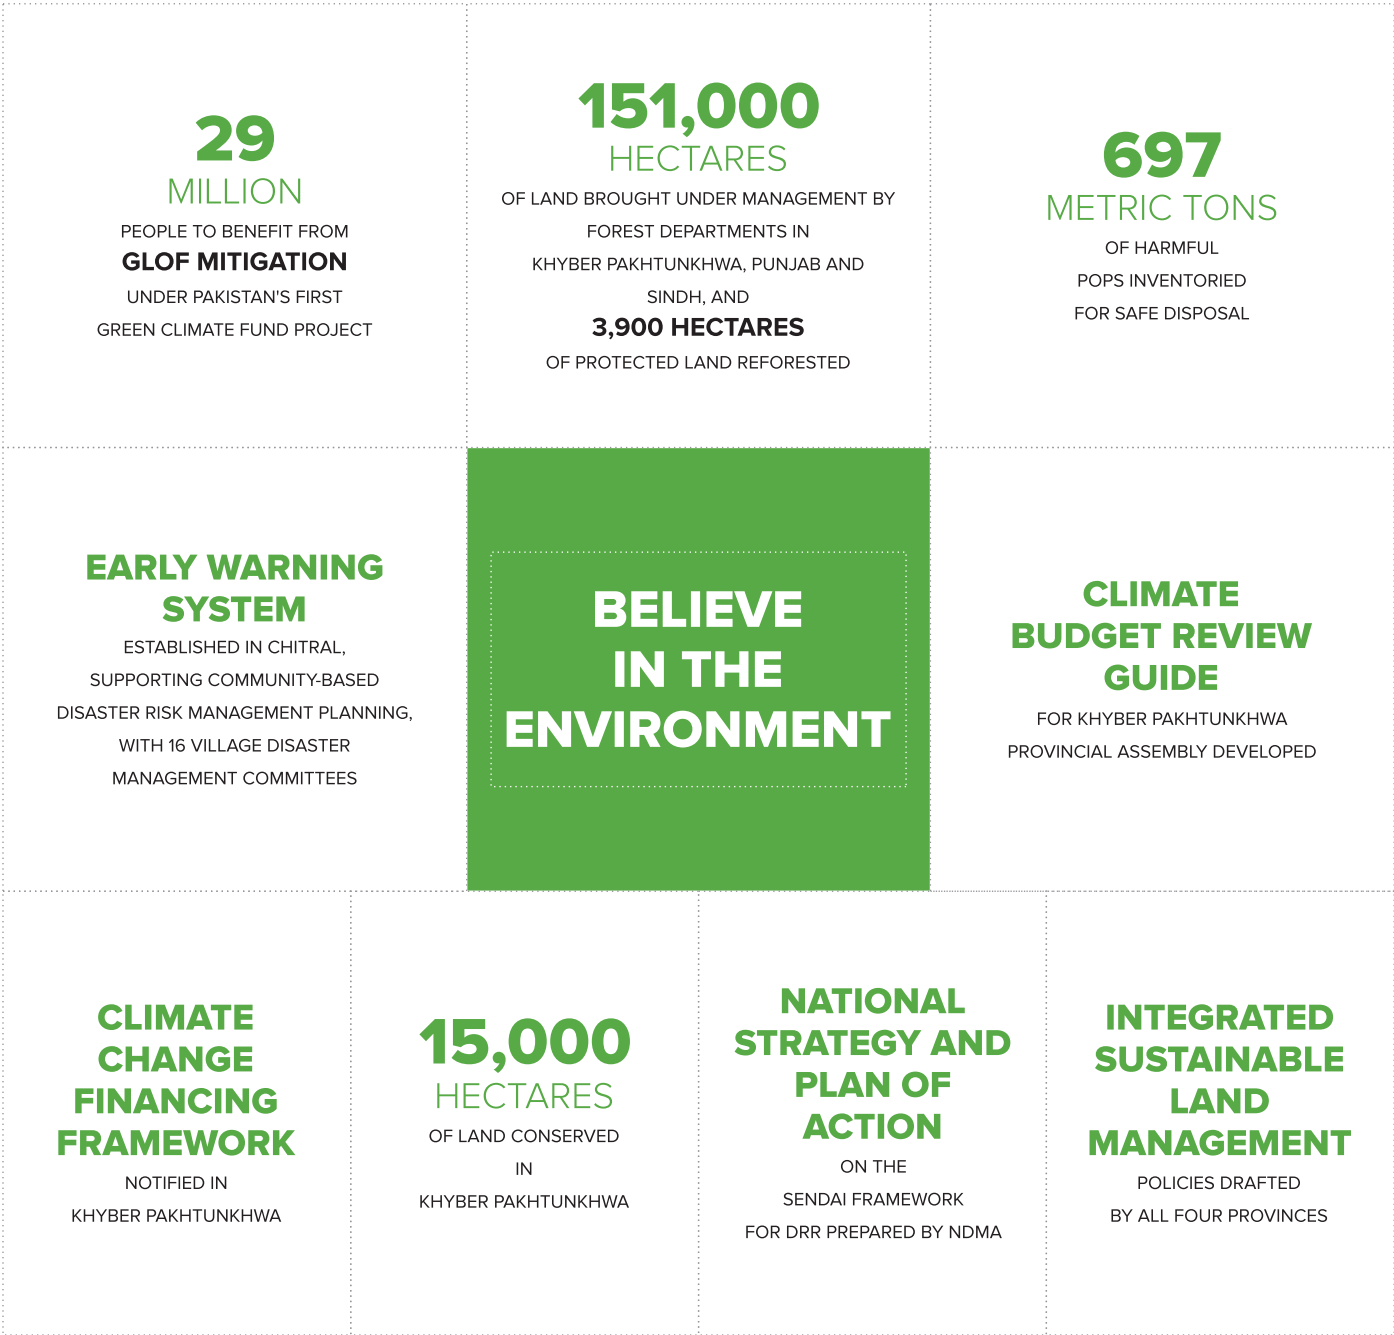 29
MILLION
PEOPLE TO BENEFIT FROM
GLOF MITIGATION
UNDER PAKISTAN'S FIRST
GREEN CLIMATE FUND PROJECT
151,000
HECTARES
OF LAND BROUGHT UNDER MANAGEMENT BY
FOREST DEPARTMENTS IN
KHYBER PAKHTUNKHWA, PUNJAB AND
SINDH, AND
3,900 HECTARES
OF PROTECTED LAND REFORESTED
697
METRIC TONS
OF HARMFUL
POPS INVENTORIED
FOR SAFE DISPOSAL
EARLY WARNING
SYSTEM
ESTABLISHED IN CHITRAL,
SUPPORTING COMMUNITY-BASED
DISASTER RISK MANAGEMENT PLANNING,
WITH 16 VILLAGE DISASTER
MANAGEMENT COMMITTEES
BELIEVE
IN THE
ENVIRONMENT
CLIMATE
BUDGET REVIEW
GUIDE
FOR KHYBER PAKHTUNKHWA
PROVINCIAL ASSEMBLY DEVELOPED
CLIMATE
CHANGE
FINANCING
FRAMEWORK
NOTIFIED IN
KHYBER PAKHTUNKHWA
15,000
HECTARES
OF LAND CONSERVED
IN
KHYBER PAKHTUNKHWA
NATIONAL
STRATEGY AND
PLAN OF
ACTION
ON THE
SENDAI FRAMEWORK
FOR DRR PREPARED BY NDMA
INTEGRATED
SUSTAINABLE
LAND
MANAGEMENT
POLICIES DRAFTED
BY ALL FOUR PROVINCES